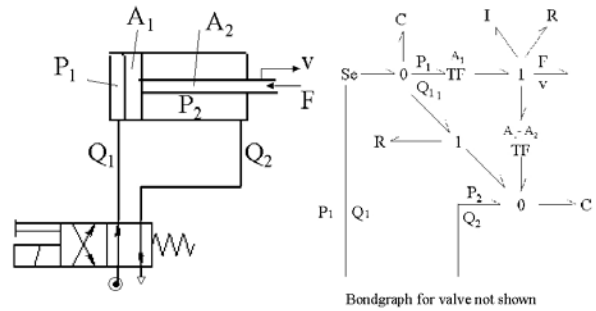 A1
A2
P1
v
F
P2
Q1
Q2
C
I
R
Se
0
P1
A1
TF
1
F
v
Q11
R
1
A - A2
TF
P1
Q1
P2
Q2
0
C
Bondgraph for valve not shown